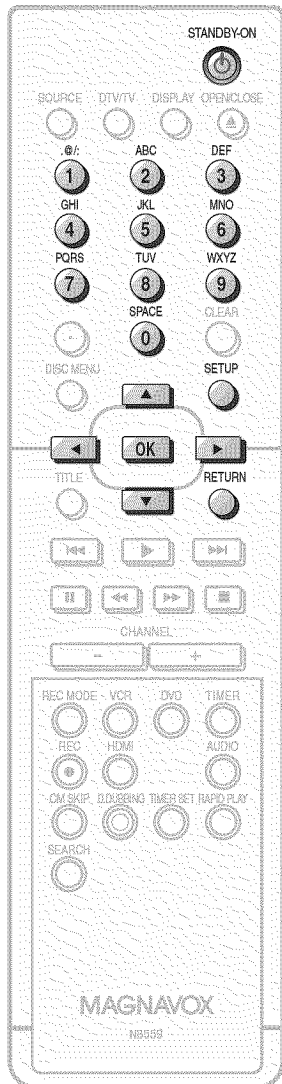 STANDBY-ON
SOURCE DTV/TV DISPLAY OPEN/CLOSE
.@/: ABC DEF
1 2 3
GHI JKL MNO
4 5 6
PQRS TUV WXYZ
7 8 9
SPACE CLEAR
0
DISC MENU SETUP
OK
TITLE RETURN
CHANNEL
- +
REC MODE VCR DVD TIMER
REC HDMI AUDIO
CM SKIP D.DUBBING TIMER SET RAPID PLAY
SEARCH
MAGNAVOX
NB559